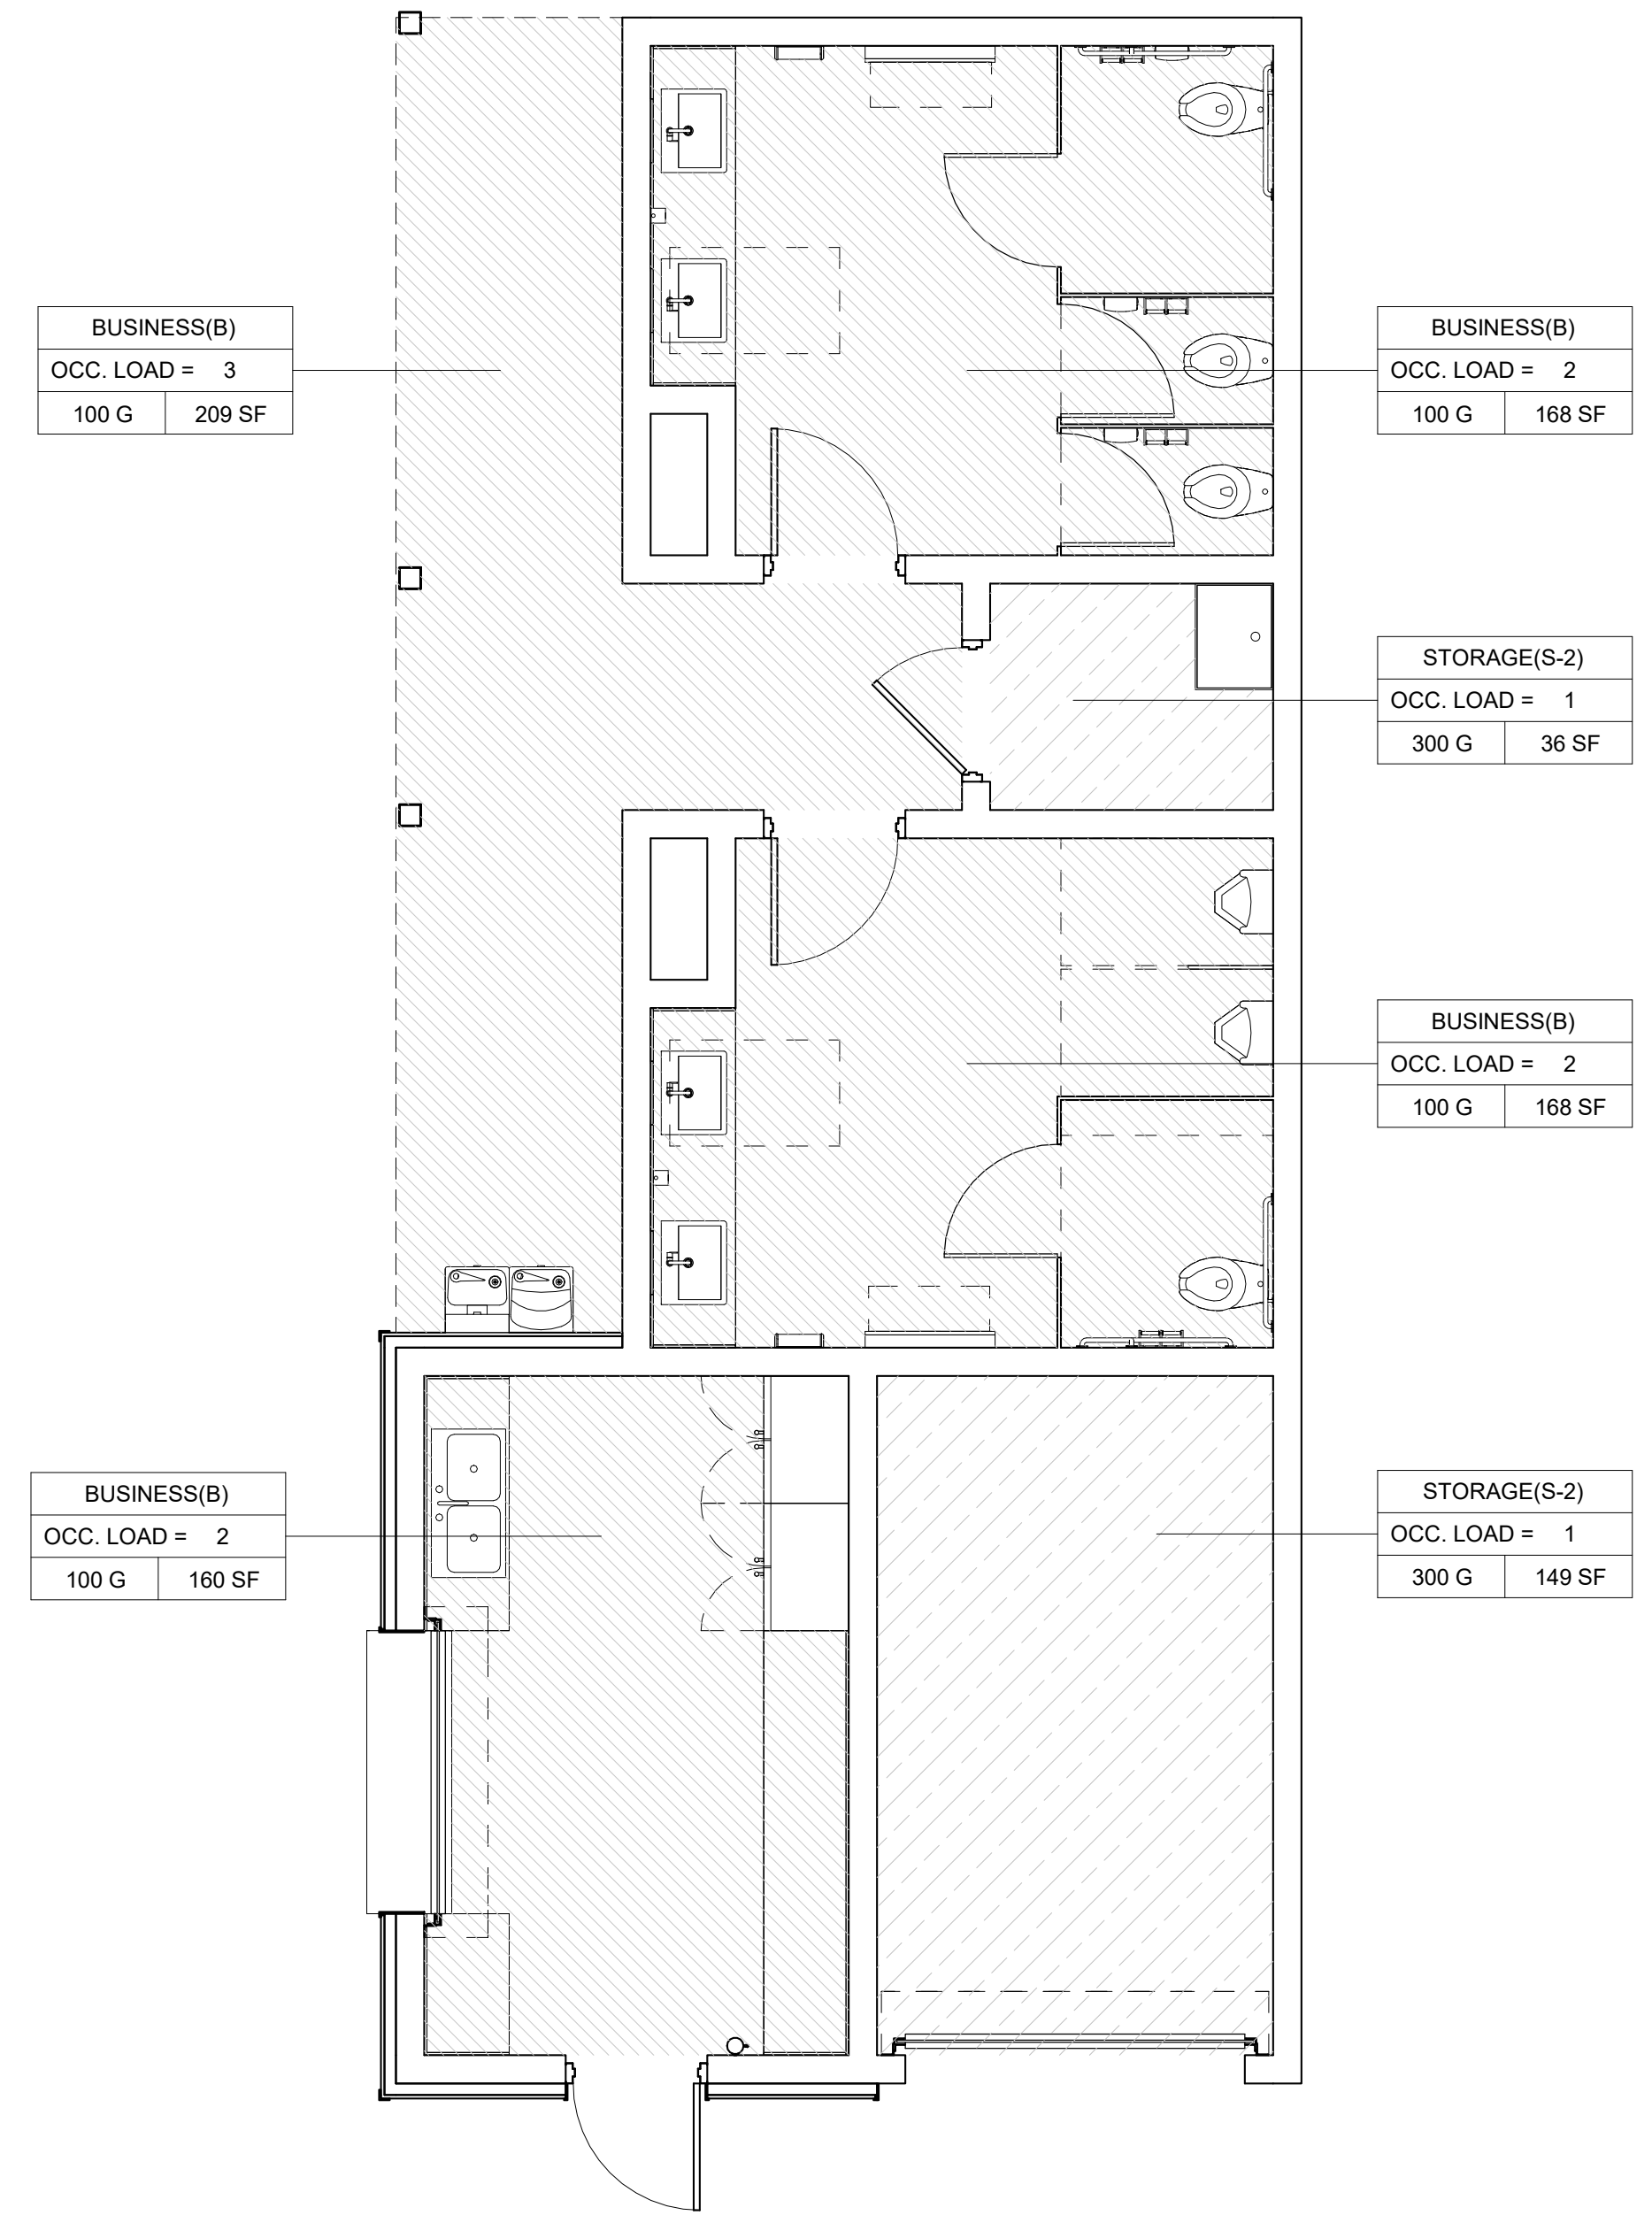 BUSINESS(B)
OCC. LOAD = 3
100 G 209 SF
BUSINESS(B)
OCC. LOAD = 2
100 G 168 SF
STORAGE(S-2)
OCC. LOAD = 1
300 G 36 SF
BUSINESS(B)
OCC. LOAD = 2
100 G 168 SF
BUSINESS(B)
OCC. LOAD = 2
100 G 160 SF
STORAGE(S-2)
OCC. LOAD = 1
300 G 149 SF